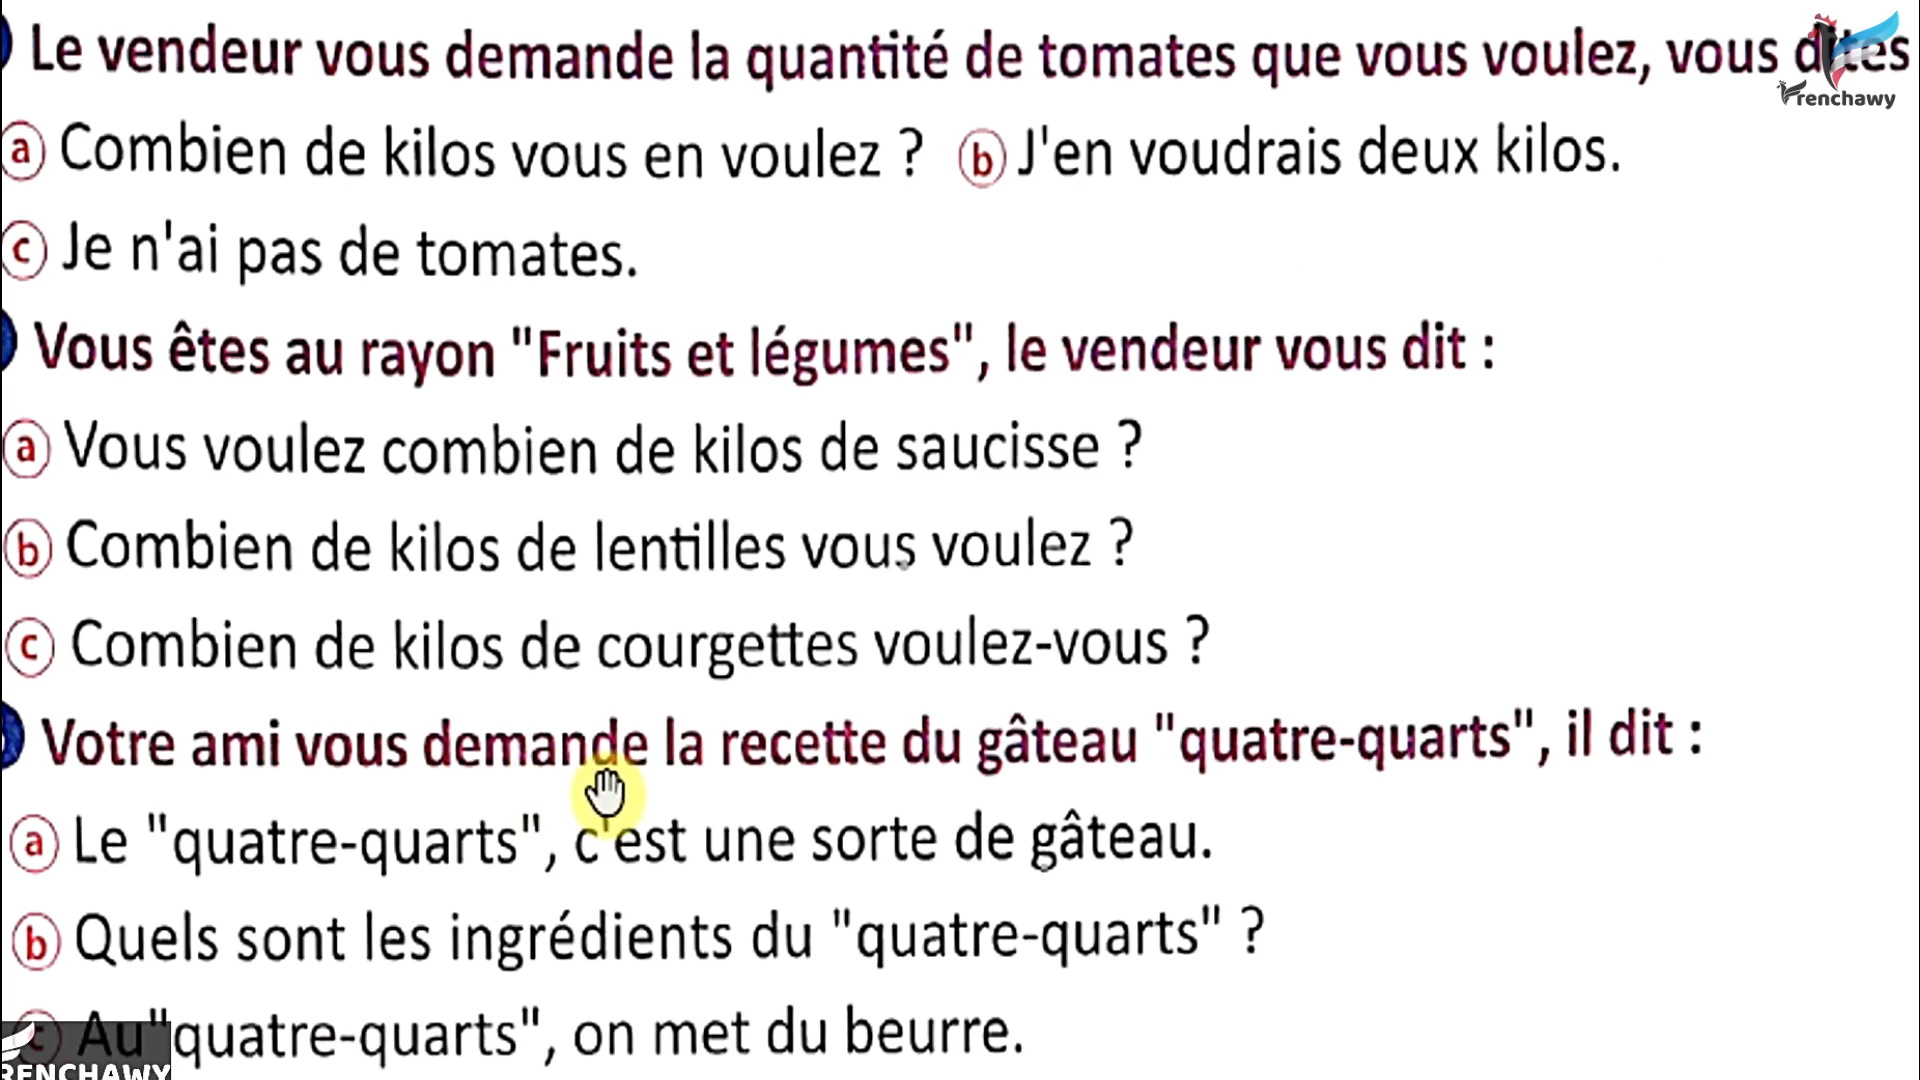 Le vendeur vous demande la quantité de tomates que vous voulez, vous dites
renchawy
a Combien de kilos vous en voulez ? b J'en voudrais deux kilos.
c Je n'ai pas de tomates.
Vous êtes au rayon "Fruits et légumes", le vendeur vous dit :
a Vous voulez combien de kilos de saucisse ?
b Combien de kilos de lentilles vous voulez ?
c Combien de kilos de courgettes voulez-vous ?
Votre ami vous demande la recette du gâteau "quatre-quarts", il dit :
a Le "quatre-quarts", c'est une sorte de gâteau.
b Quels sont les ingrédients du "quatre-quarts" ?
c Au "quatre-quarts", on met du beurre.
RENCHAWY